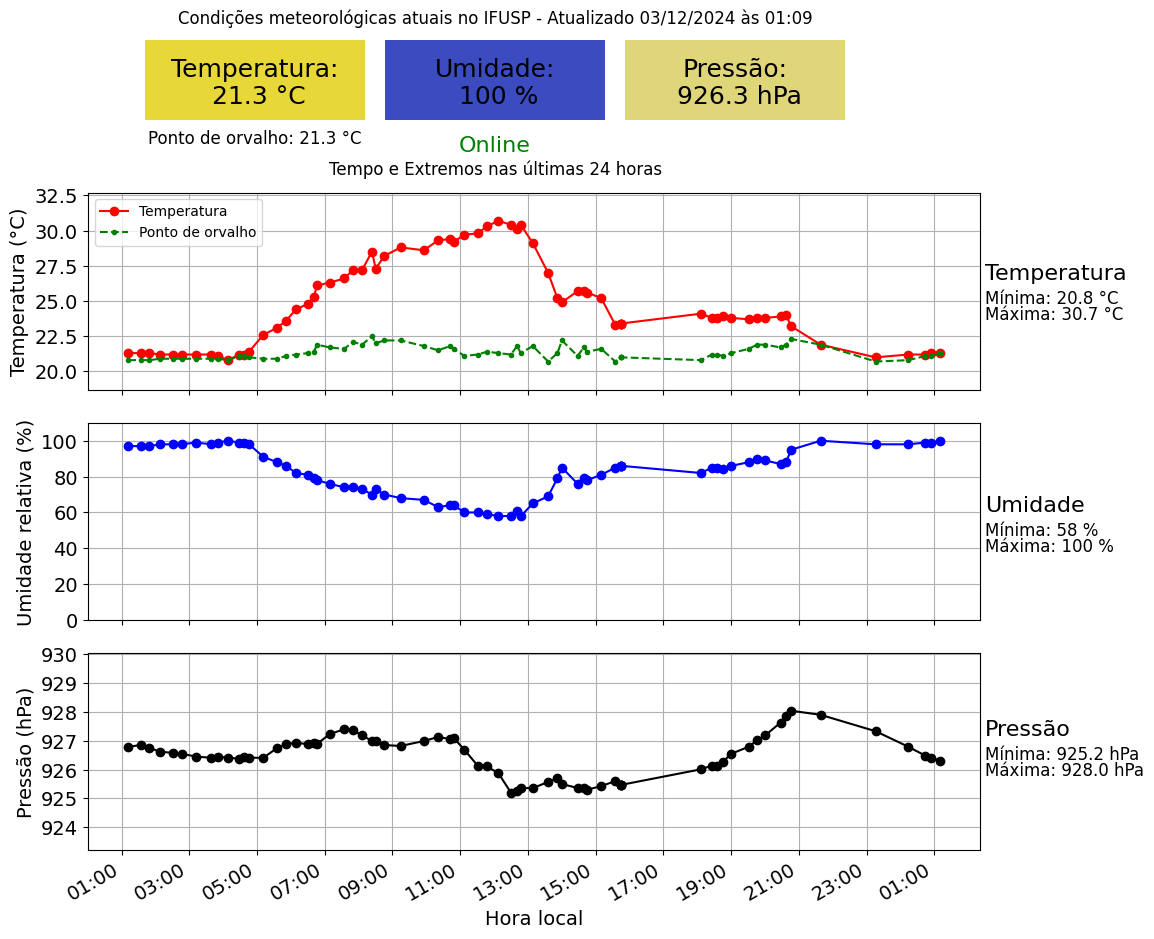 Condições meteorológicas atuais no IFUSP - Atualizado 03/12/2024 às 01:09
Temperatura:
21.3 °C
Umidade:
100 %
Pressão:
926.3 hPa
Ponto de orvalho: 21.3 °C
Online
Tempo e Extremos nas últimas 24 horas
Temperatura (°C)
32.5
30.0
27.5
25.0
22.5
20.0
Temperatura
Ponto de orvalho
Temperatura
Mínima: 20.8 °C
Máxima: 30.7 °C
Umidade relativa (%)
100
80
60
40
20
0
Umidade
Mínima: 58 %
Máxima: 100 %
Pressão (hPa)
930
929
928
927
926
925
924
Pressão
Mínima: 925.2 hPa
Máxima: 928.0 hPa
01:00 03:00 05:00 07:00 09:00 11:00 13:00 15:00 17:00 19:00 21:00 23:00 01:00
Hora local